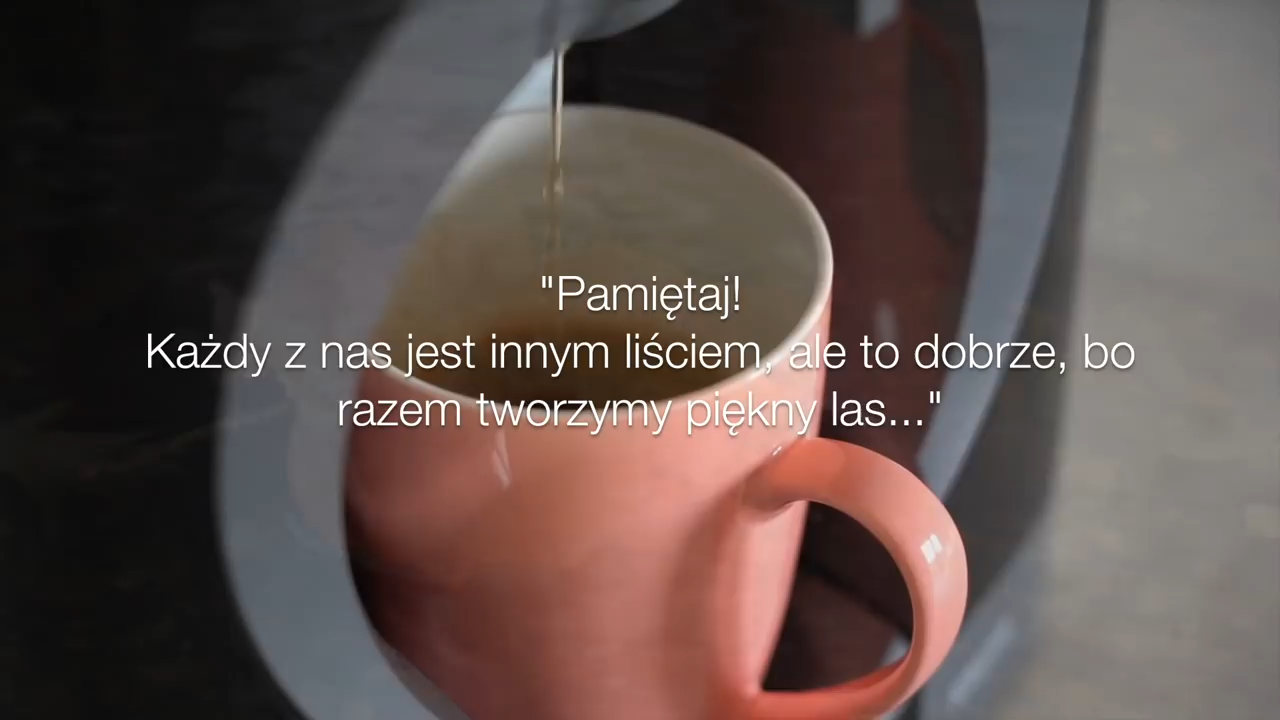 "Pamiętaj!
Każdy z nas jest innym liściem, ale to dobrze, bo
razem tworzymy piękny las..."